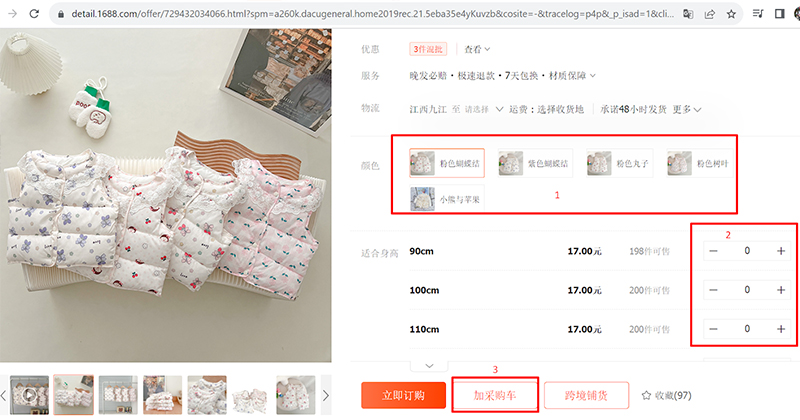 detail.1688.com/offer/729432034066.html?spm=a260k.dacugeneral.home2019rec.21.5eba35e4yKuvzb&cosite=-&tracelog=p4p&_p_isad=1&cli...
优惠 3件混批 查看
服务 晚发必赔 · 极速退款 · 7天包换 · 材质保障
物流 江西九江 至 请选择 运费：选择收货地 承诺48小时发货 更多
颜色 粉色蝴蝶结 紫色蝴蝶结 粉色丸子 粉色树叶
小熊与苹果
1
2
适合身高 90cm 17.00元 198件可售 — 0 +
100cm 17.00元 200件可售 — 0 +
110cm 17.00元 200件可售 — 0 +
3
立即订购 加采购车 跨境铺货 收藏(97)